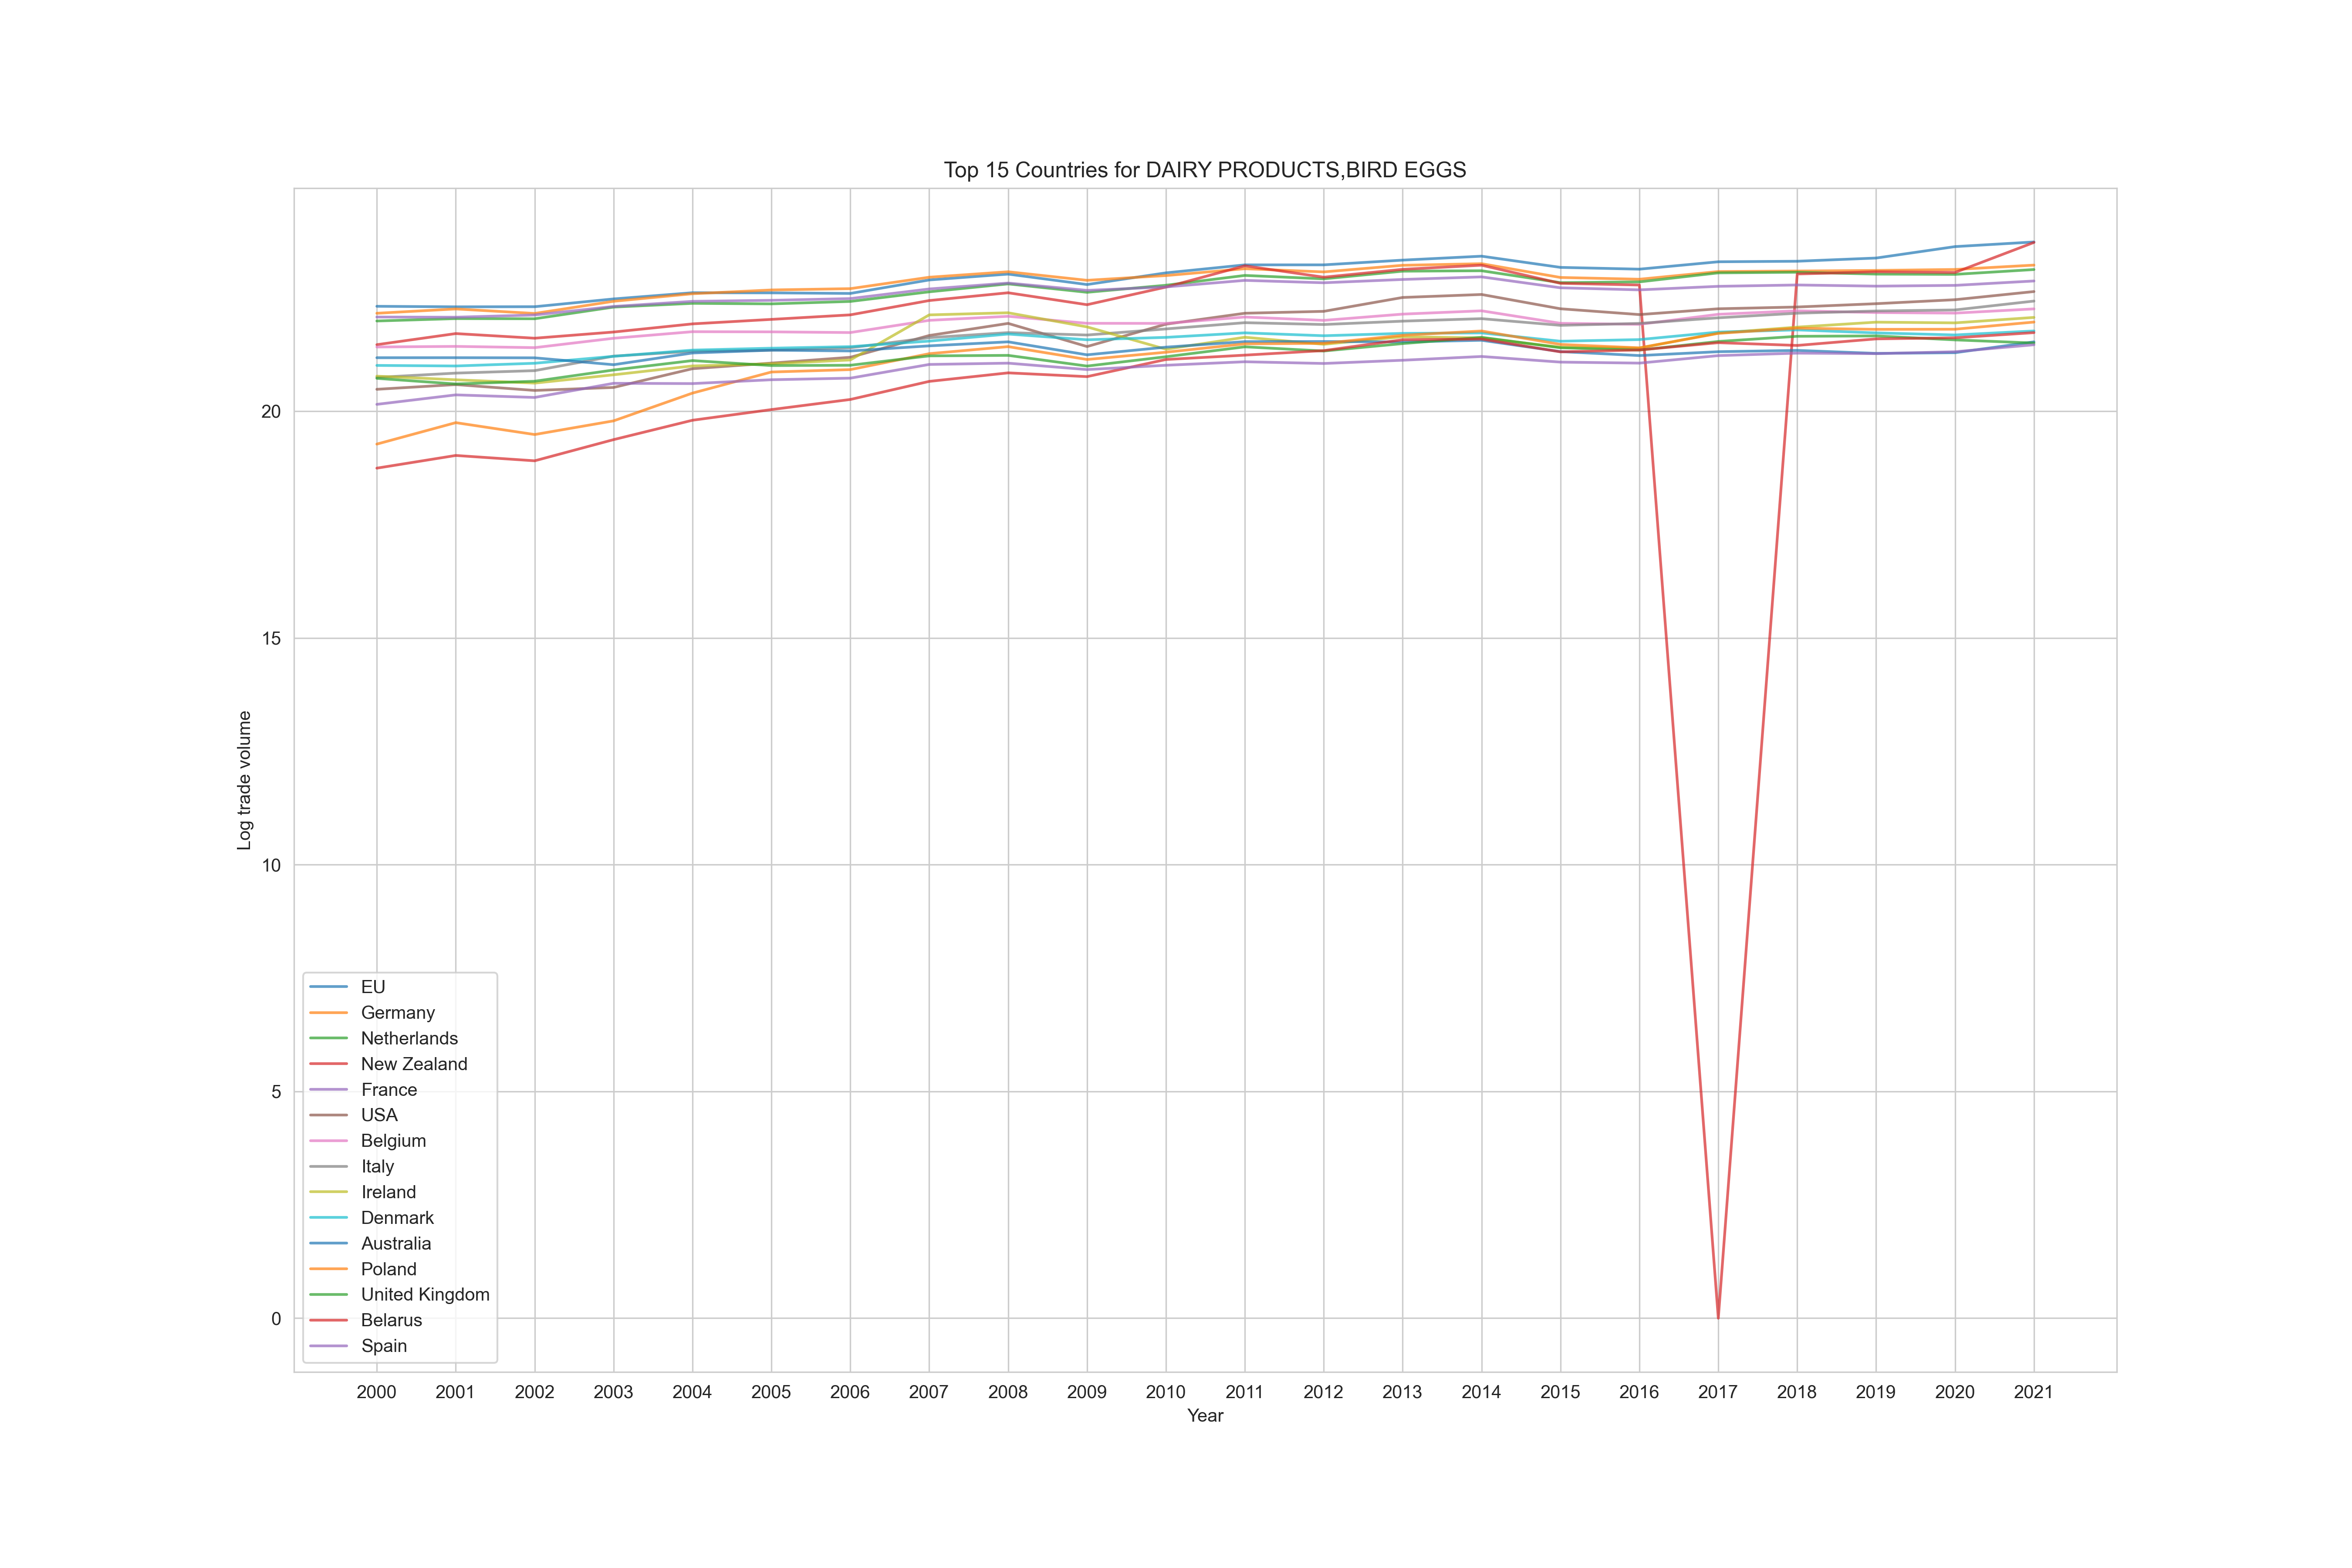 Top 15 Countries for DAIRY PRODUCTS,BIRD EGGS
Log trade volume
20
15
10
5
0
EU
Germany
Netherlands
New Zealand
France
USA
Belgium
Italy
Ireland
Denmark
Australia
Poland
United Kingdom
Belarus
Spain
2000 2001 2002 2003 2004 2005 2006 2007 2008 2009 2010 2011 2012 2013 2014 2015 2016 2017 2018 2019 2020 2021
Year